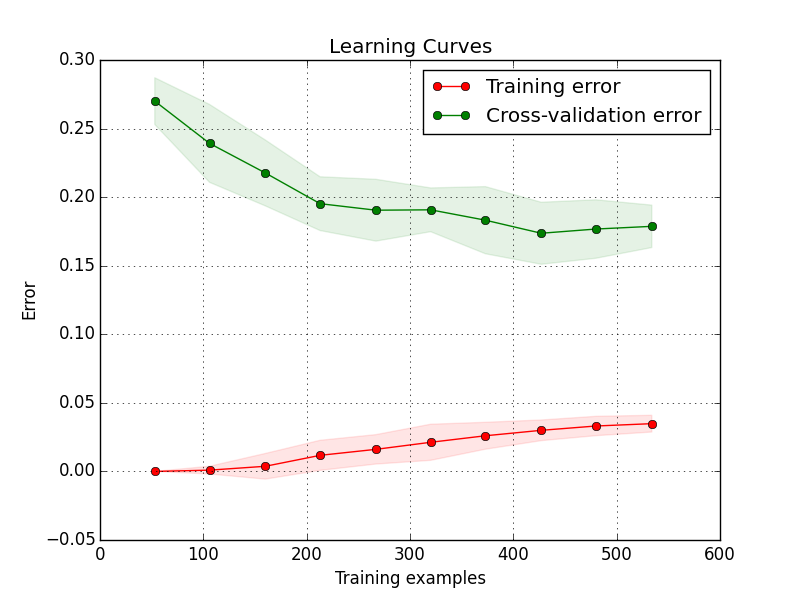 Learning Curves
Training error
Cross-validation error
Error
0.30
0.25
0.20
0.15
0.10
0.05
0.00
−0.05
0 100 200 300 400 500 600
Training examples